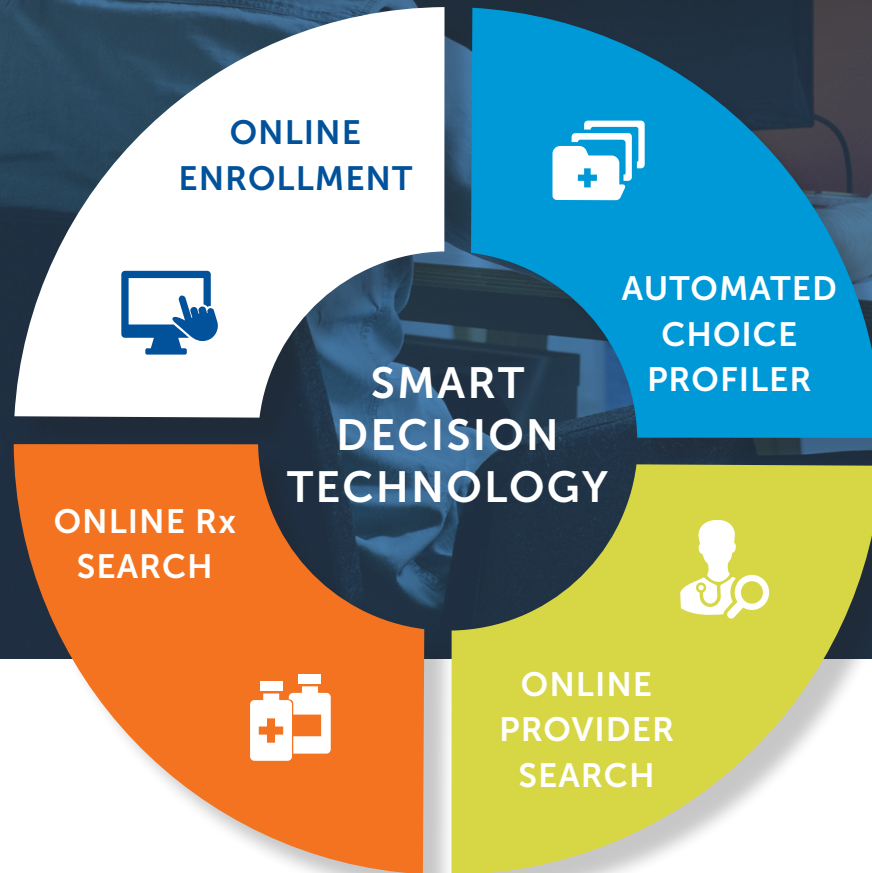 ONLINE
ENROLLMENT
AUTOMATED
CHOICE
PROFILER
SMART
DECISION
TECHNOLOGY
ONLINE Rx
SEARCH
ONLINE
PROVIDER
SEARCH